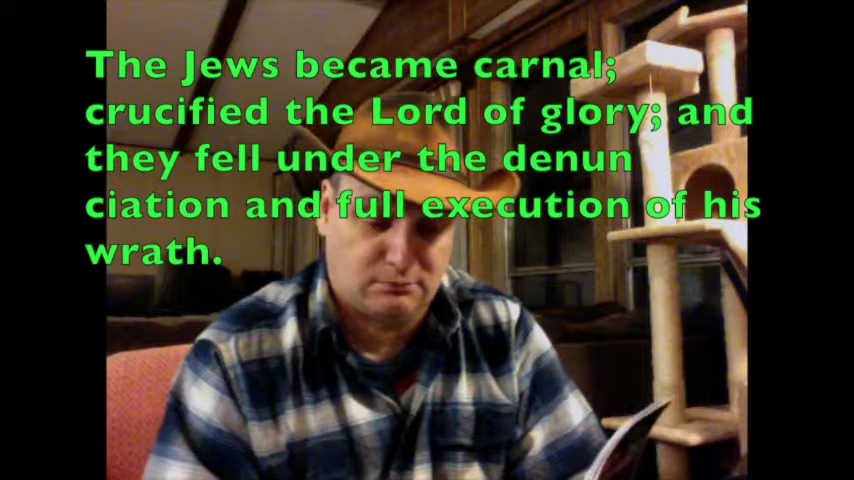 The Jews became carnal;
crucified the Lord of glory; and
they fell under the denun
ciation and full execution of his
wrath.